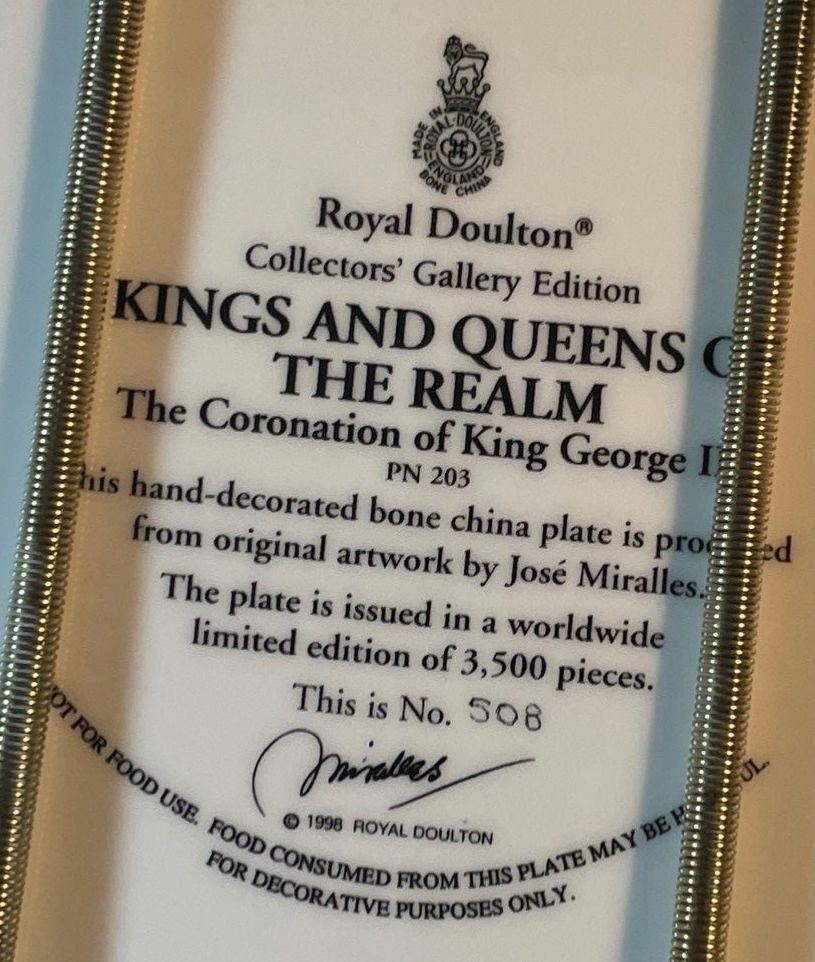 MADE IN ENGLAND
ROYAL·DOULTON
ENGLAND
BONE CHINA
Royal Doulton®
Collectors' Gallery Edition
KINGS AND QUEENS
THE REALM
The Coronation of King George
PN 203
hand-decorated bone china plate is
from original artwork by José Miralles.
The plate is issued in a worldwide
limited edition of 3,500 pieces.
This is No. 508
Miralles
© 1998 ROYAL DOULTON
FOR FOOD USE. FOOD CONSUMED FROM THIS PLATE MAY BE
FOR DECORATIVE PURPOSES ONLY.